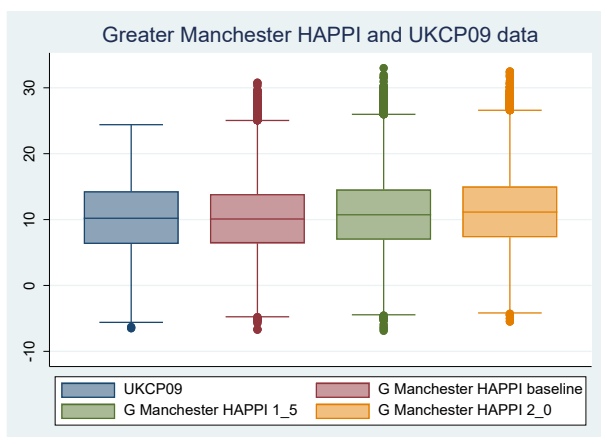 Greater Manchester HAPPI and UKCP09 data
30
20
10
0
-10
UKCP09
G Manchester HAPPI baseline
G Manchester HAPPI 1_5
G Manchester HAPPI 2_0